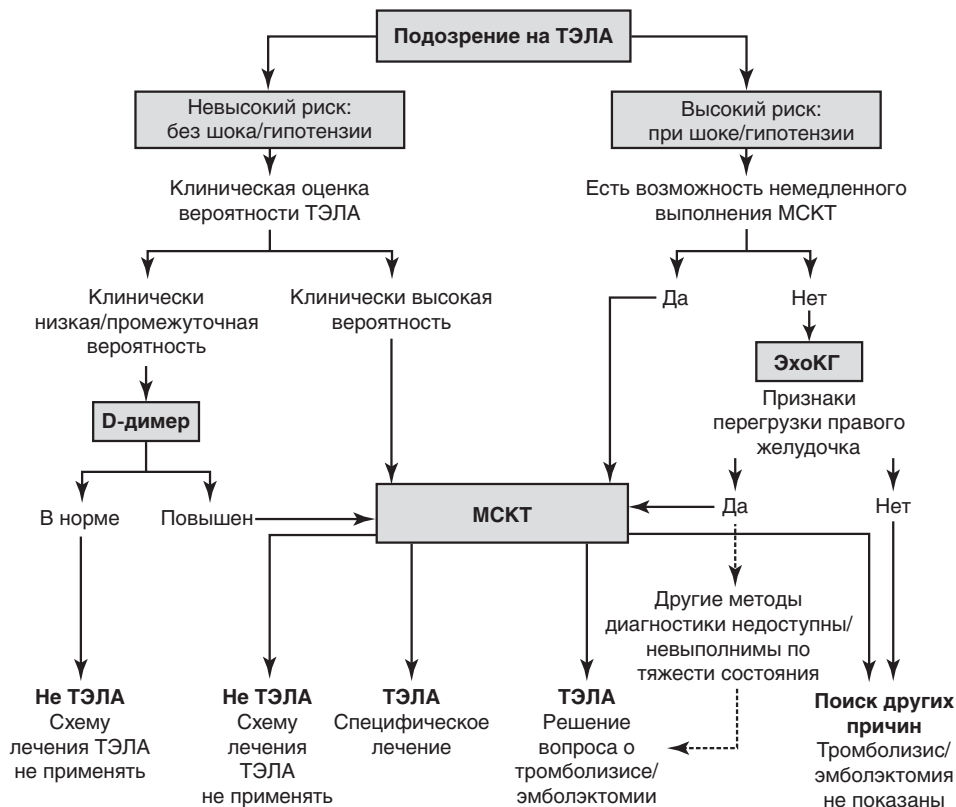 Подозрение на ТЭЛА
Невысокий риск:
без шока/гипотензии
Высокий риск:
при шоке/гипотензии
Клиническая оценка
вероятности ТЭЛА
Есть возможность немедленного
выполнения МСКТ
Клинически
низкая/промежуточная
вероятность
Клинически высокая
вероятность
Да
Нет
ЭхоКГ
D-димер
Признаки
перегрузки правого
желудочка
В норме
Повышен
МСКТ
Да
Нет
Другие методы
диагностики недоступны/
невыполнимы по
тяжести состояния
Не ТЭЛА
Схему
лечения ТЭЛА
не применять
Не ТЭЛА
Схему
лечения
ТЭЛА
не применять
ТЭЛА
Специфическое
лечение
ТЭЛА
Решение
вопроса о
тромболизисе/
эмболэктомии
Поиск других
причин
Тромболизис/
эмболэктомия
не показаны